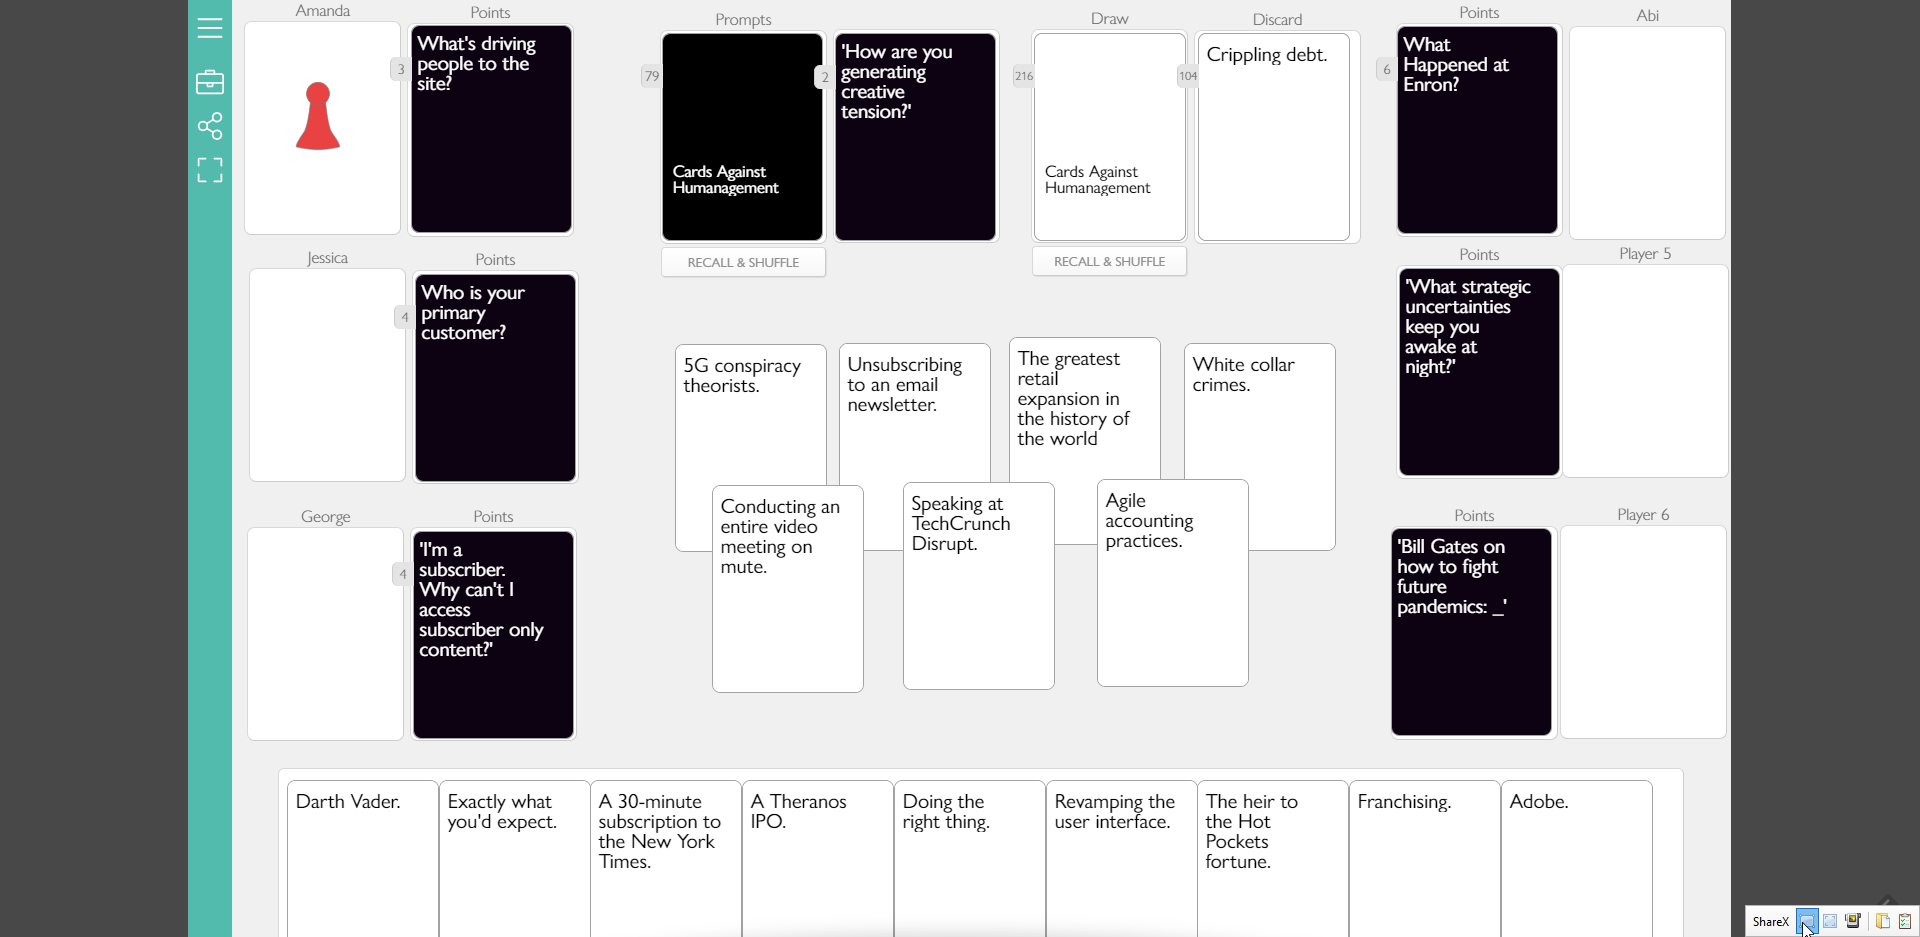 Amanda
Points
3
What's driving
people to the
site?
Prompts
79
Cards Against
Humanagement
RECALL & SHUFFLE
2
'How are you
generating
creative
tension?'
Draw
216
Cards Against
Humanagement
RECALL & SHUFFLE
Discard
104
Crippling debt.
Points
6
What
Happened at
Enron?
Abi
Jessica
Points
4
Who is your
primary
customer?
Points
'What strategic
uncertainties
keep you
awake at
night?'
Player 5
George
Points
4
'I'm a
subscriber.
Why can't I
access
subscriber only
content?'
Points
'Bill Gates on
how to fight
future
pandemics: _'
Player 6
5G conspiracy
theorists.
Unsubscribing
to an email
newsletter.
The greatest
retail
expansion in
the history of
the world
White collar
crimes.
Conducting an
entire video
meeting on
mute.
Speaking at
TechCrunch
Disrupt.
Agile
accounting
practices.
Darth Vader.
Exactly what
you'd expect.
A 30-minute
subscription to
the New York
Times.
A Theranos
IPO.
Doing the
right thing.
Revamping the
user interface.
The heir to
the Hot
Pockets
fortune.
Franchising.
Adobe.
ShareX